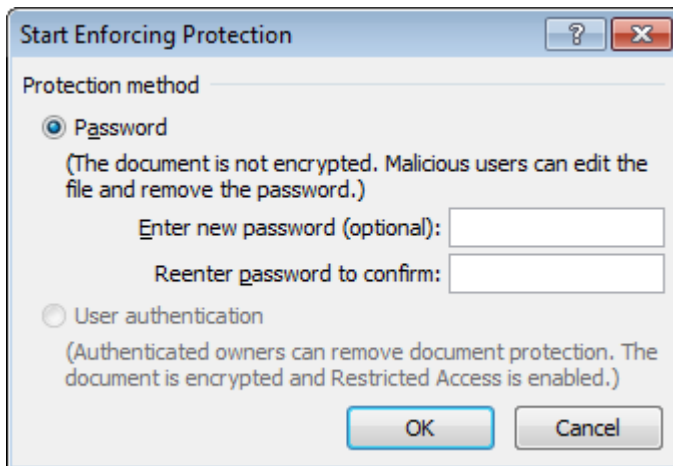 Start Enforcing Protection
Protection method
Password
(The document is not encrypted. Malicious users can edit the
file and remove the password.)
Enter new password (optional):
Reenter password to confirm:
User authentication
(Authenticated owners can remove document protection. The
document is encrypted and Restricted Access is enabled.)
OK Cancel